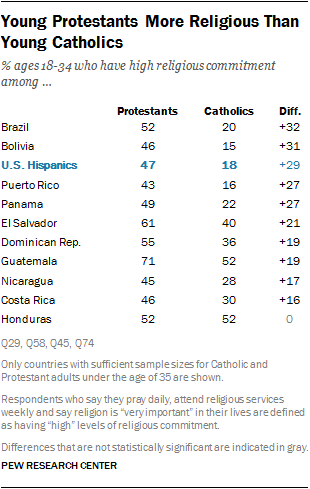 Young Protestants More Religious Than
Young Catholics
% ages 18-34 who have high religious commitment
among ...
Protestants Catholics Diff.
Brazil 52 20 +32
Bolivia 46 15 +31
U.S. Hispanics 47 18 +29
Puerto Rico 43 16 +27
Panama 49 22 +27
El Salvador 61 40 +21
Dominican Rep. 55 36 +19
Guatemala 71 52 +19
Nicaragua 45 28 +17
Costa Rica 46 30 +16
Honduras 52 52 0
Q29, Q58, Q45, Q74
Only countries with sufficient sample sizes for Catholic and
Protestant adults under the age of 35 are shown.
Respondents who say they pray daily, attend religious services
weekly and say religion is “very important” in their lives are defined
as having “high” levels of religious commitment.
Differences that are not statistically significant are indicated in gray.
PEW RESEARCH CENTER